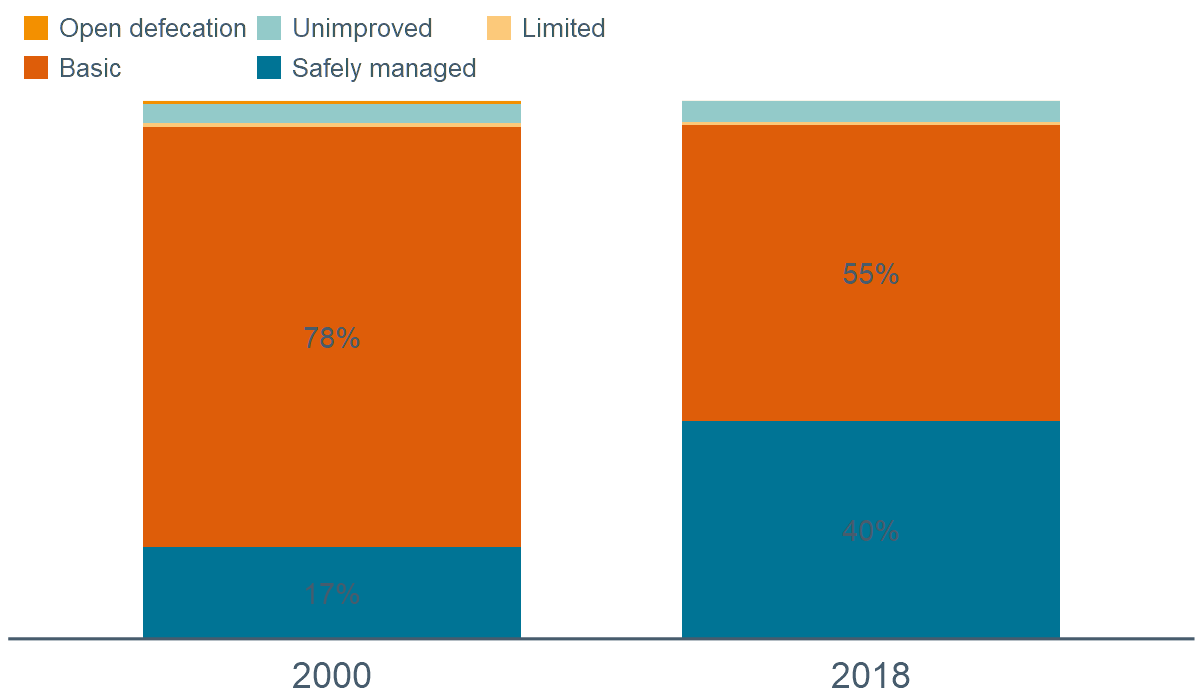 Open defecation Unimproved Limited
Basic Safely managed
55%
78%
40%
17%
2000 2018